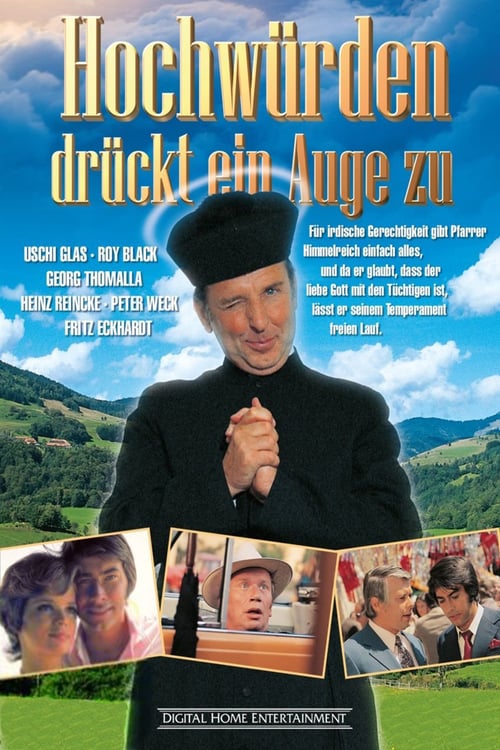 Hochwürden
drückt ein Auge zu
USCHI GLAS · ROY BLACK
GEORG THOMALLA
HEINZ REINCKE · PETER WECK
FRITZ ECKHARDT
Für irdische Gerechtigkeit gibt Pfarrer
Himmelreich einfach alles,
und da er glaubt, dass der
liebe Gott mit den Tüchtigen ist,
lässt er seinem Temperament
freien Lauf.
DIGITAL HOME ENTERTAINMENT